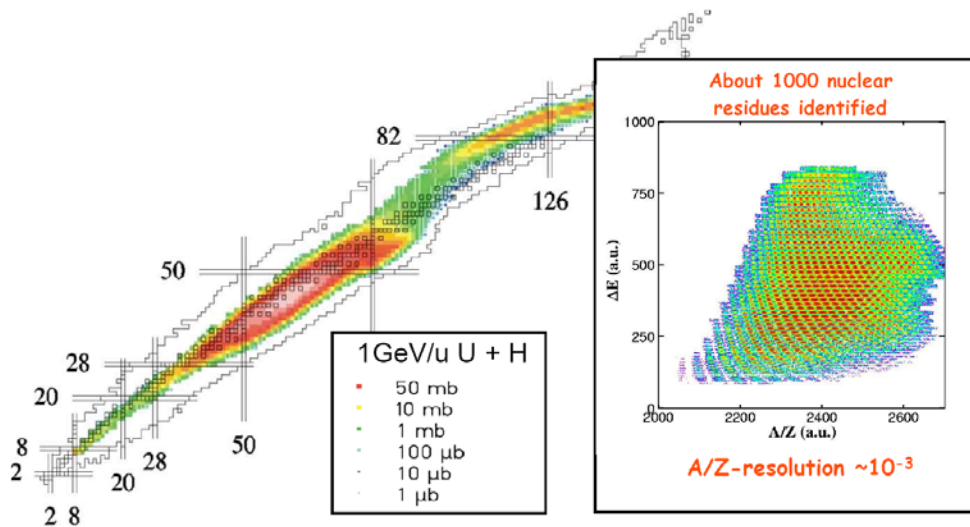 82
126
50
28
20
8
2
2 8
20
28
50
1GeV/u U + H
50 mb
10 mb
1 mb
100 µb
10 µb
1 µb
About 1000 nuclear
residues identified
1000
750
500
250
0
ΔE (a.u.)
2000 2200 2400 2600
A/Z (a.u.)
A/Z-resolution ~10⁻³